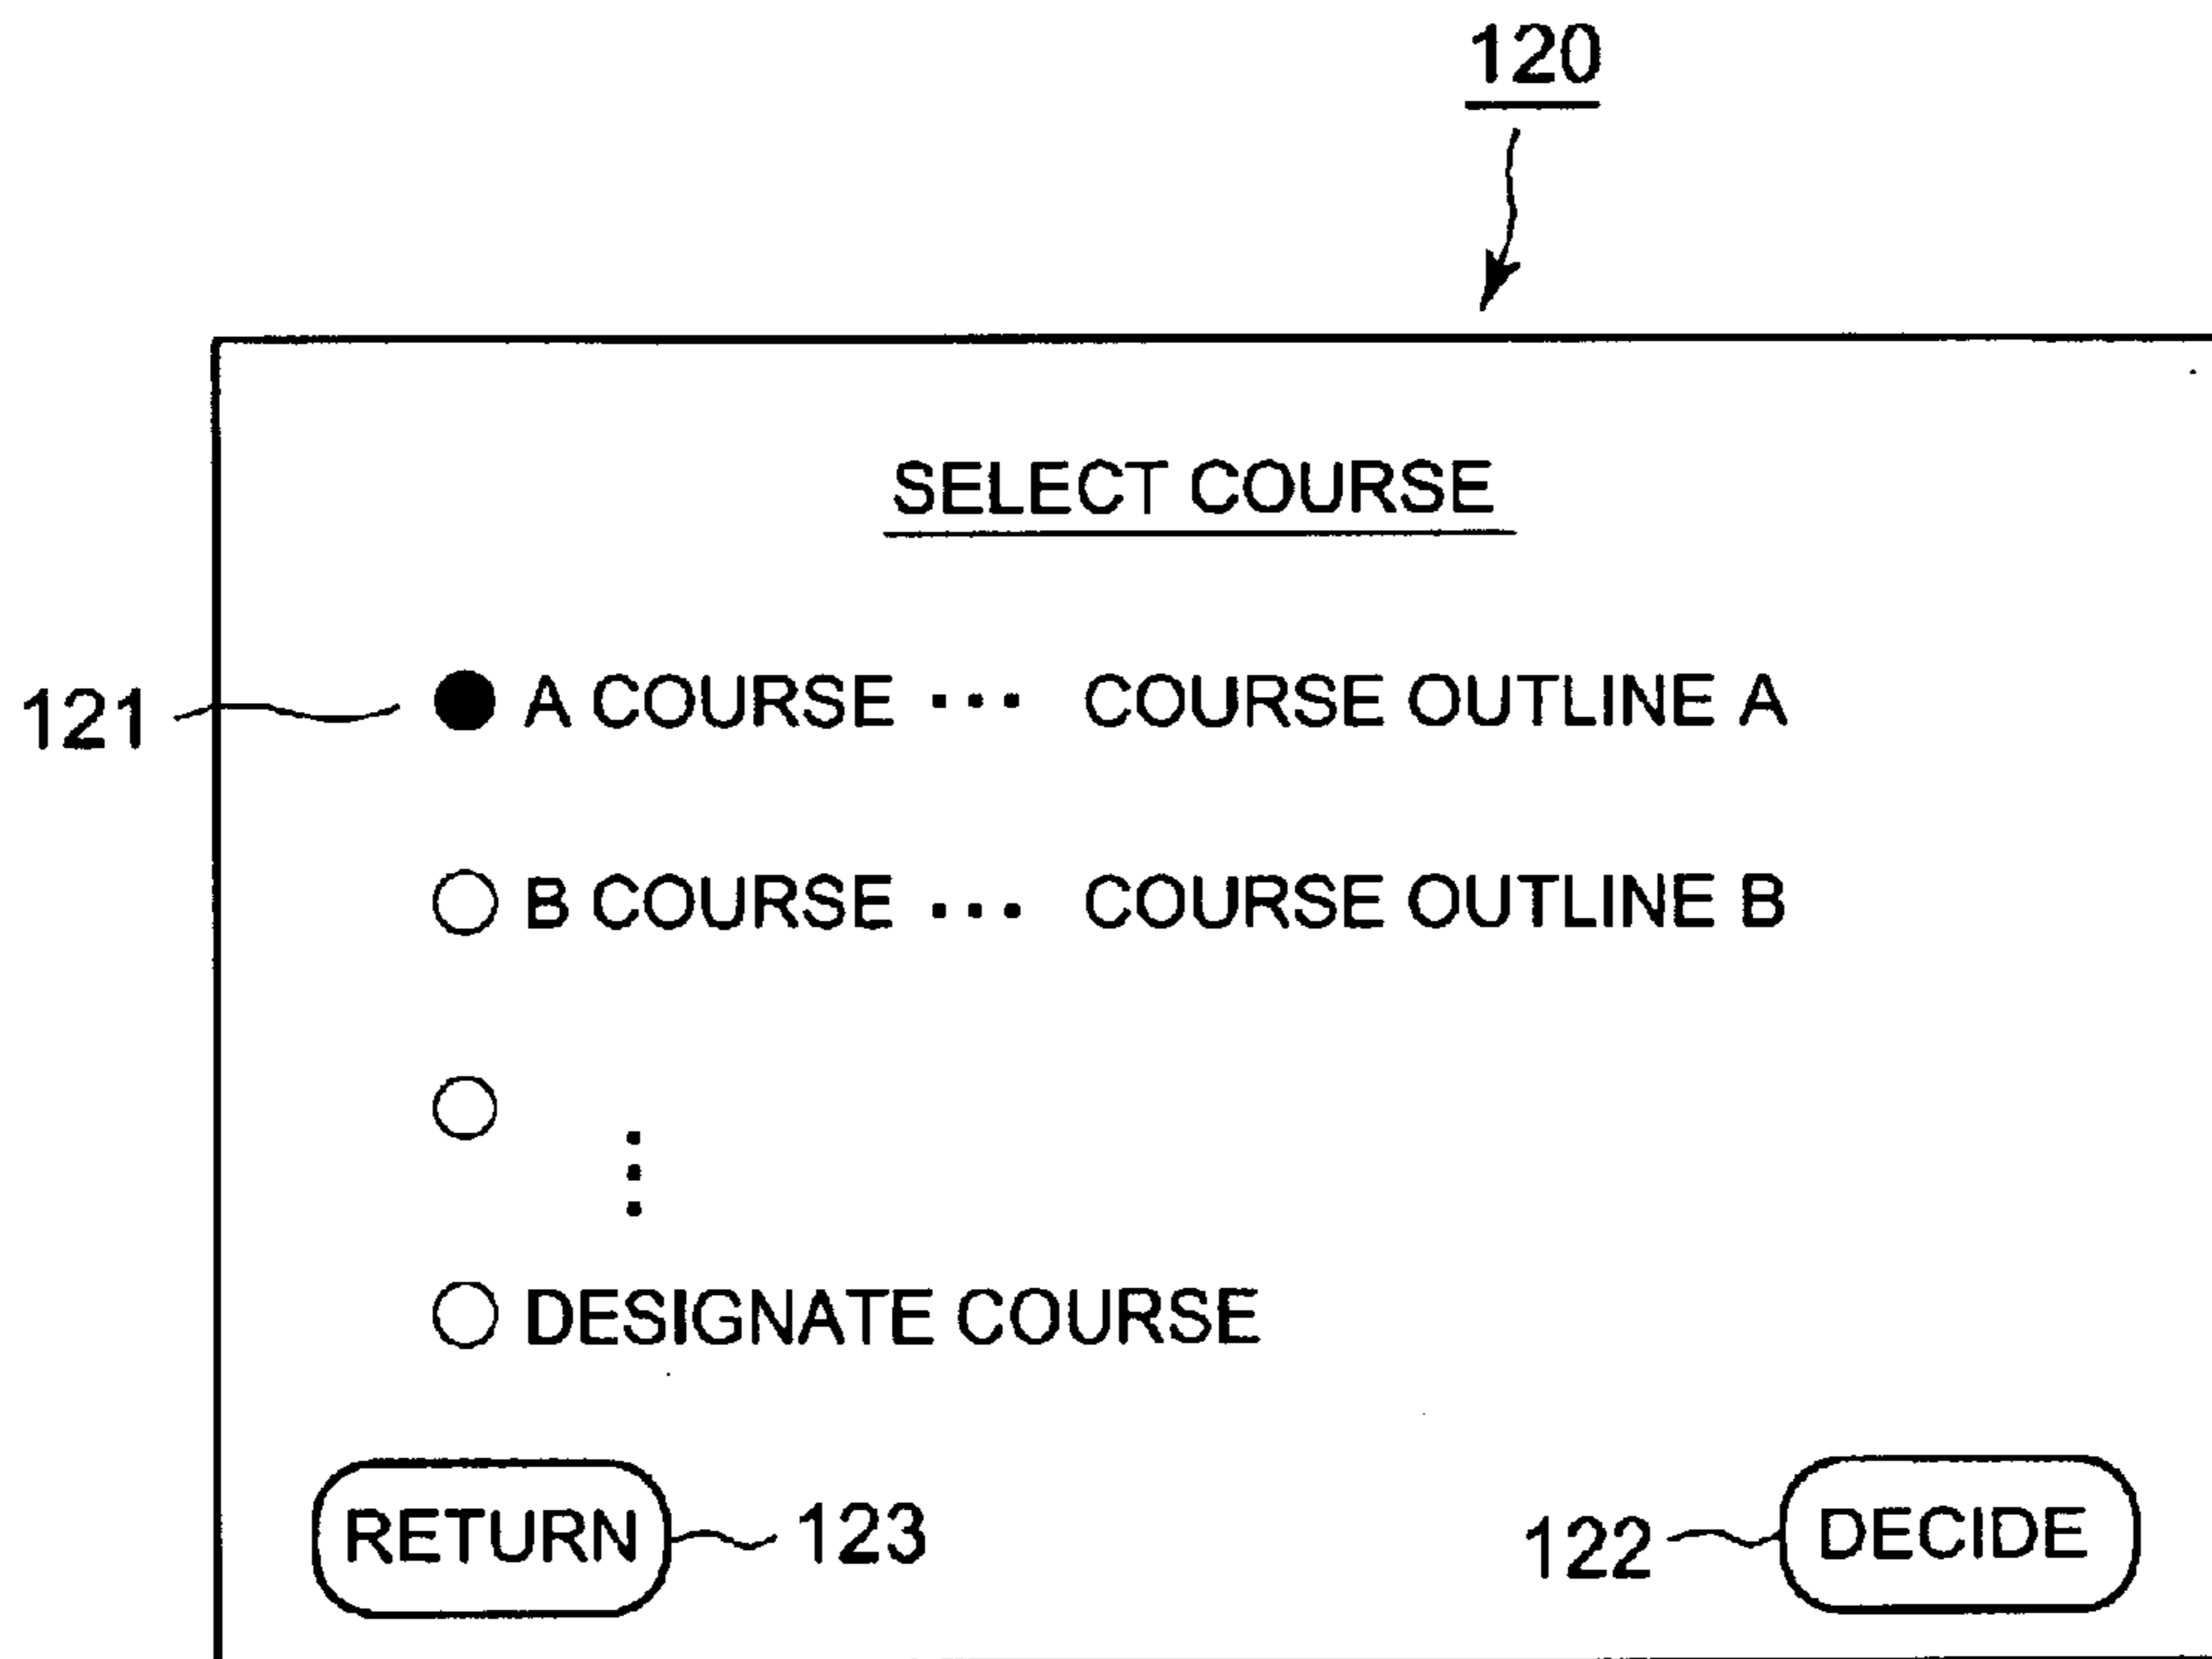 120
SELECT COURSE
121 A COURSE ... COURSE OUTLINE A
B COURSE ... COURSE OUTLINE B
DESIGNATE COURSE
RETURN 123 122 DECIDE